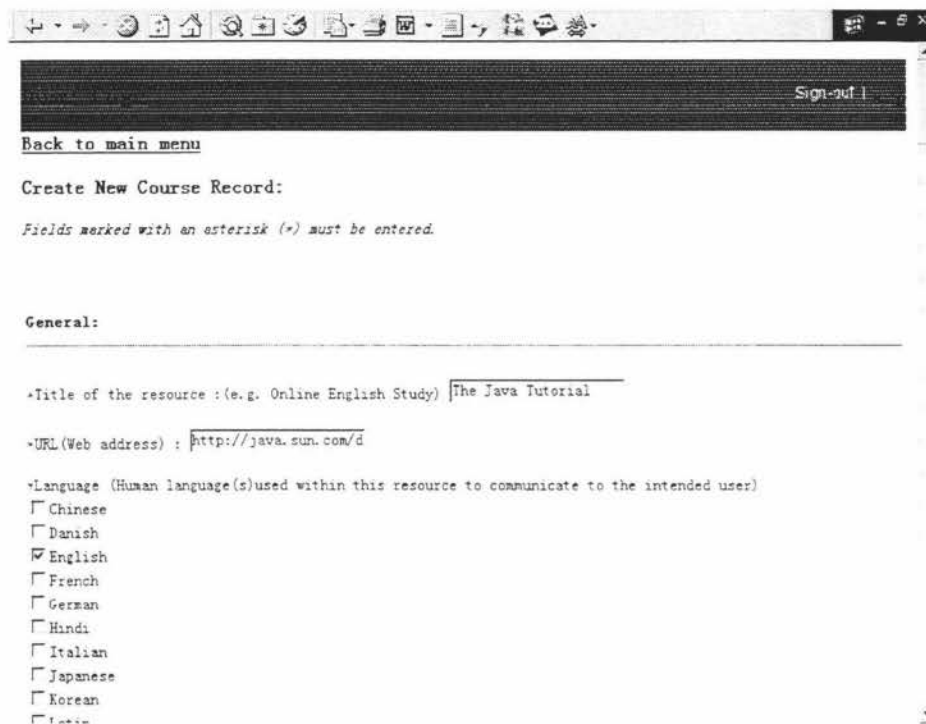 Sign-out |
Back to main menu
Create New Course Record:
Fields marked with an asterisk (*) must be entered.
General:
*Title of the resource :(e.g. Online English Study) The Java Tutorial
*URL(Web address) : http://java.sun.com/d
*Language (Human language(s)used within this resource to communicate to the intended user)
Chinese
Danish
English
French
German
Hindi
Italian
Japanese
Korean
Latin